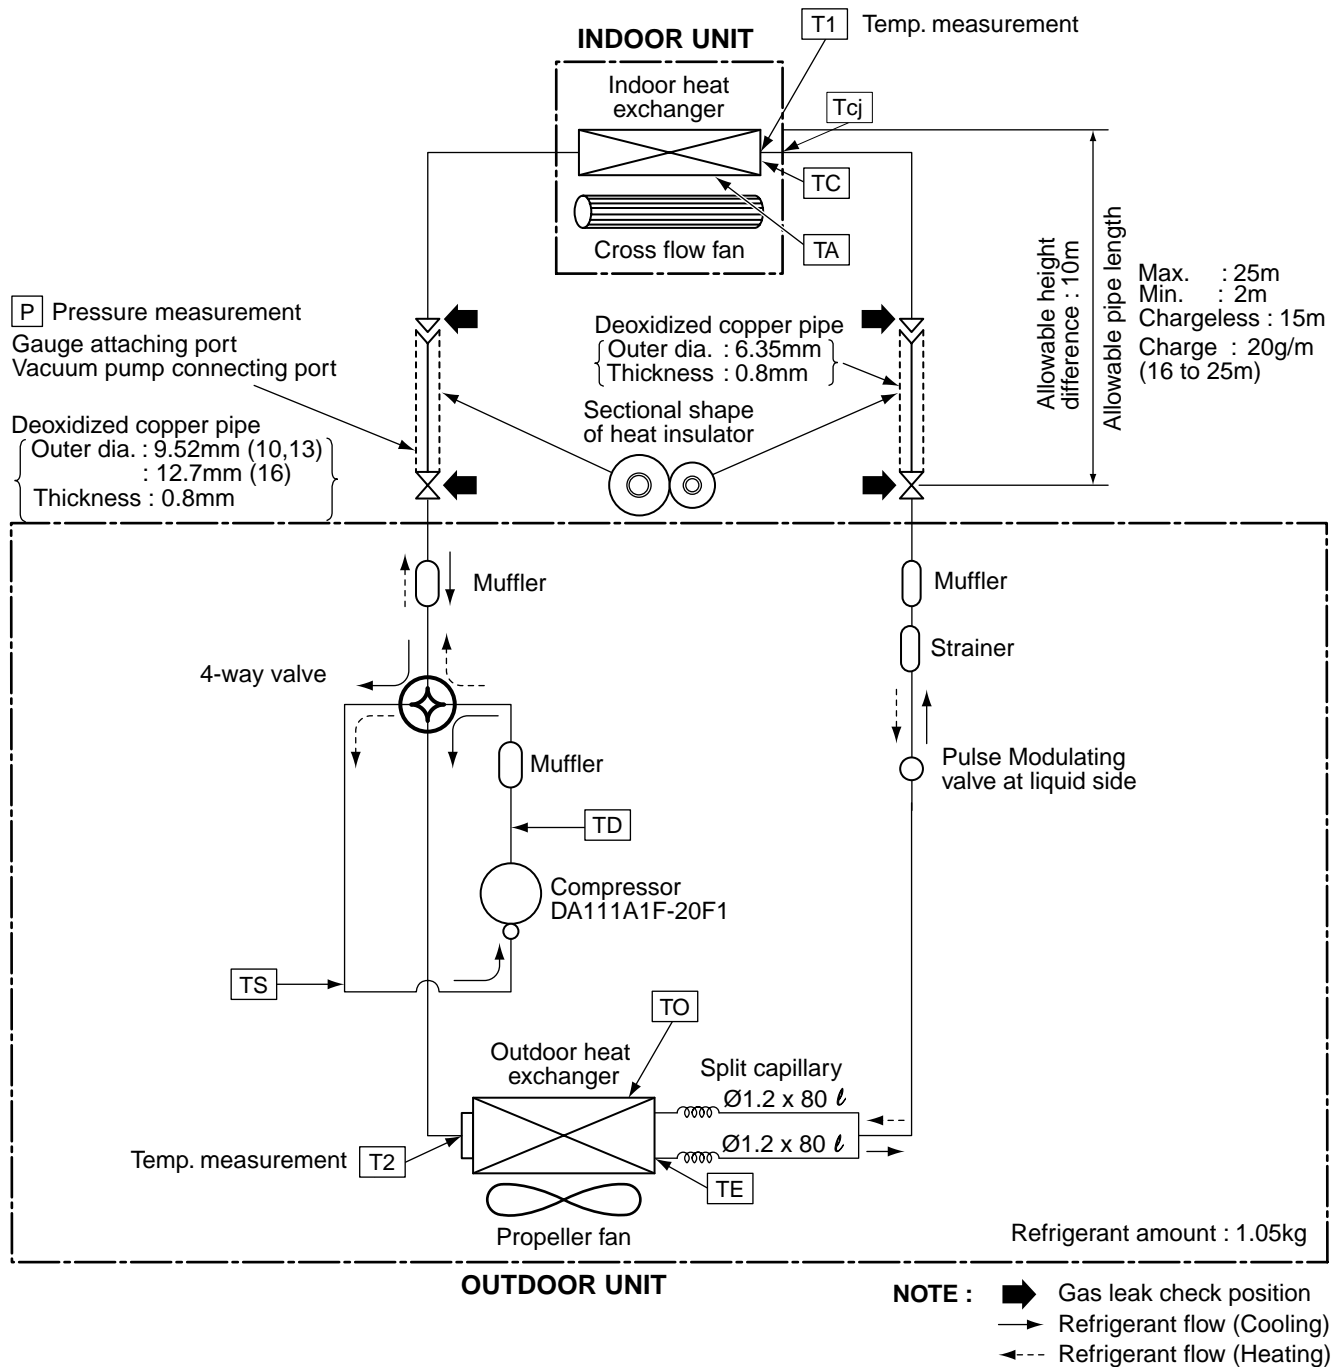 T1 Temp. measurement
INDOOR UNIT
Indoor heat
exchanger
Tcj
TC
Cross flow fan
TA
Allowable height
difference : 10m
Allowable pipe length
Max. : 25m
Min. : 2m
Chargeless : 15m
Charge : 20g/m
(16 to 25m)
P Pressure measurement
Gauge attaching port
Vacuum pump connecting port
Deoxidized copper pipe
Outer dia. : 9.52mm (10,13)
: 12.7mm (16)
Thickness : 0.8mm
Deoxidized copper pipe
Outer dia. : 6.35mm
Thickness : 0.8mm
Sectional shape
of heat insulator
Muffler
Muffler
Strainer
4-way valve
Muffler
Pulse Modulating
valve at liquid side
TD
Compressor
DA111A1F-20F1
TS
TO
Outdoor heat
exchanger
Split capillary
Ø1.2 x 80 ℓ
Ø1.2 x 80 ℓ
Temp. measurement T2
TE
Propeller fan
Refrigerant amount : 1.05kg
OUTDOOR UNIT
NOTE : Gas leak check position
Refrigerant flow (Cooling)
Refrigerant flow (Heating)